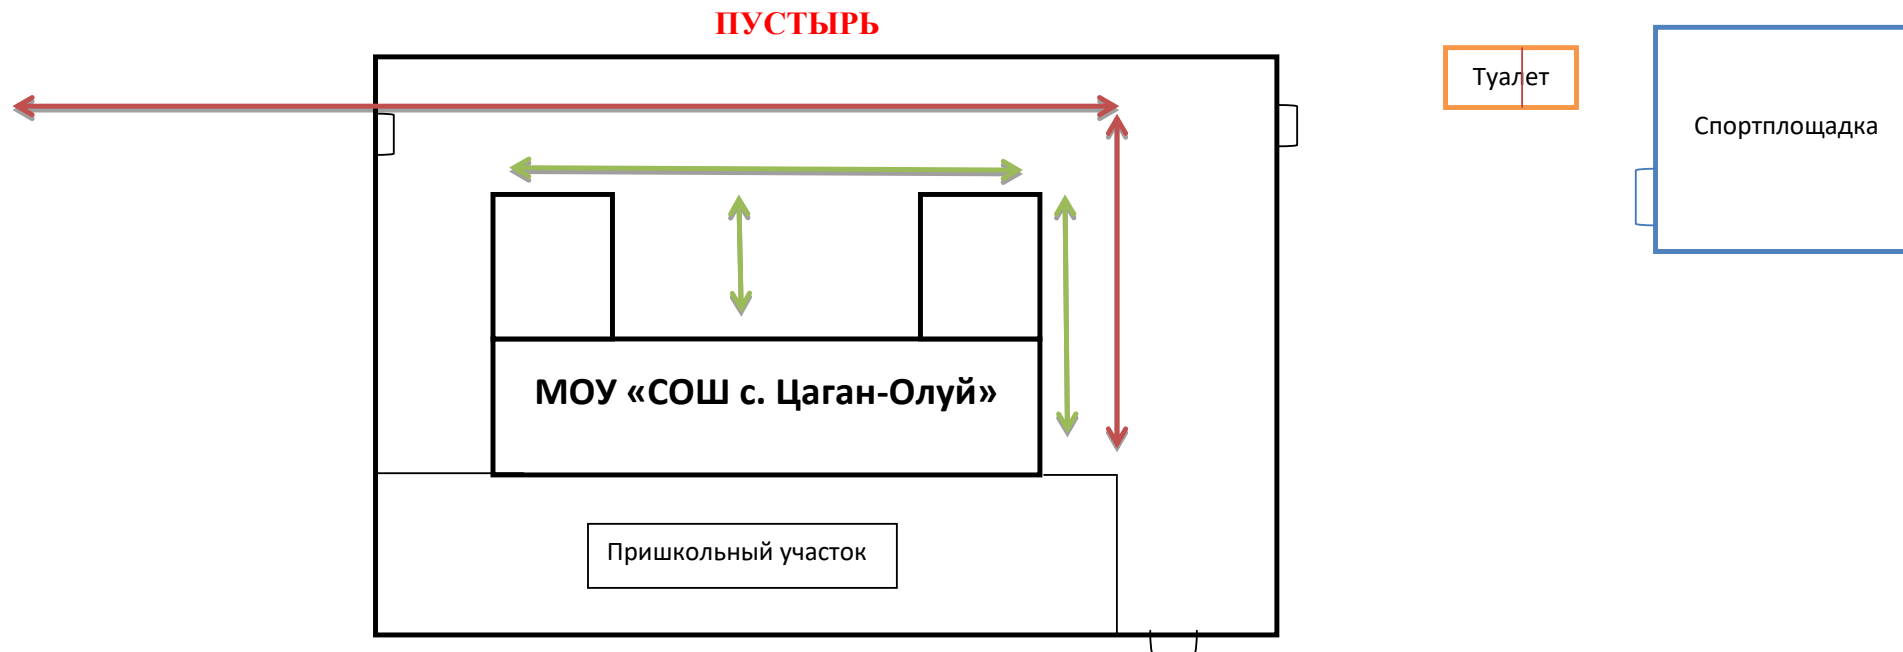 ПУСТЫРЬ
Туалет
Спортплощадка
МОУ «СОШ с. Цаган-Олуй»
Пришкольный участок